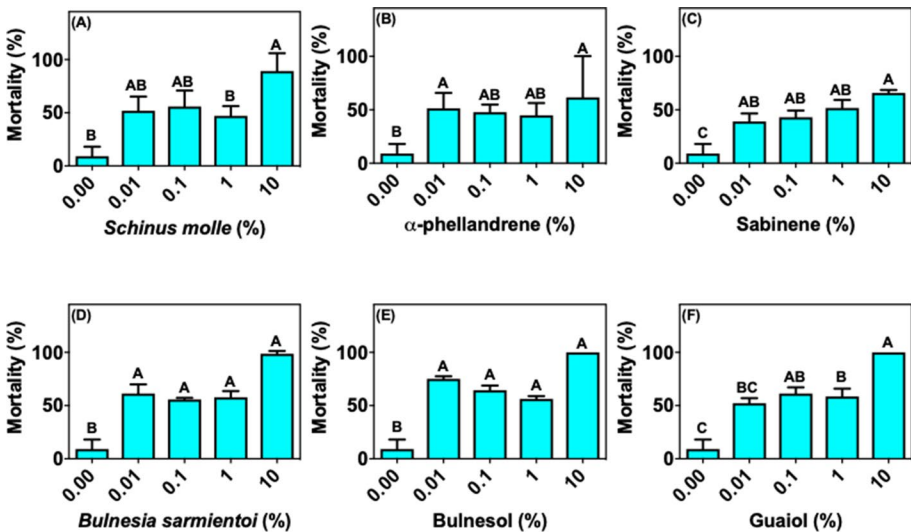 (A)
Mortality (%)
100
50
0
B
AB
AB
B
A
0.00
0.01
0.1
1
10
Schinus molle (%)
(B)
Mortality (%)
100
50
0
B
A
AB
AB
A
0.00
0.01
0.1
1
10
α-phellandrene (%)
(C)
Mortality (%)
100
50
0
C
AB
AB
AB
A
0.00
0.01
0.1
1
10
Sabinene (%)
(D)
Mortality (%)
100
50
0
B
A
A
A
A
0.00
0.01
0.1
1
10
Bulnesia sarmientoi (%)
(E)
Mortality (%)
100
50
0
B
A
A
A
A
0.00
0.01
0.1
1
10
Bulnesol (%)
(F)
Mortality (%)
100
50
0
C
BC
AB
B
A
0.00
0.01
0.1
1
10
Guaiol (%)